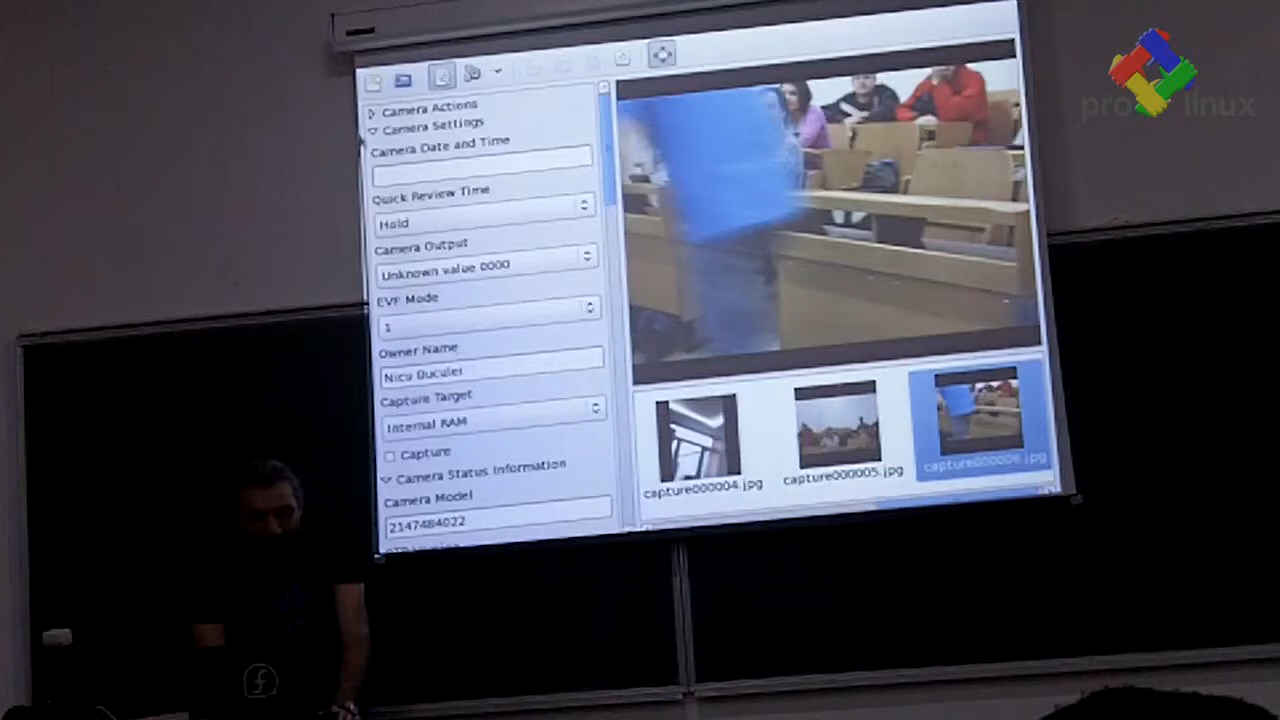 pro linux
Camera Actions
Camera Settings
Camera Date and Time
Quick Review Time
Hold
Camera Output
Unknown value 0000
EVF Mode
1
Owner Name
Nicu Buculei
Capture Target
Internal RAM
Capture
Camera Status Information
Camera Model
2147484022
capture000004.jpg
capture000005.jpg
capture000006.jpg